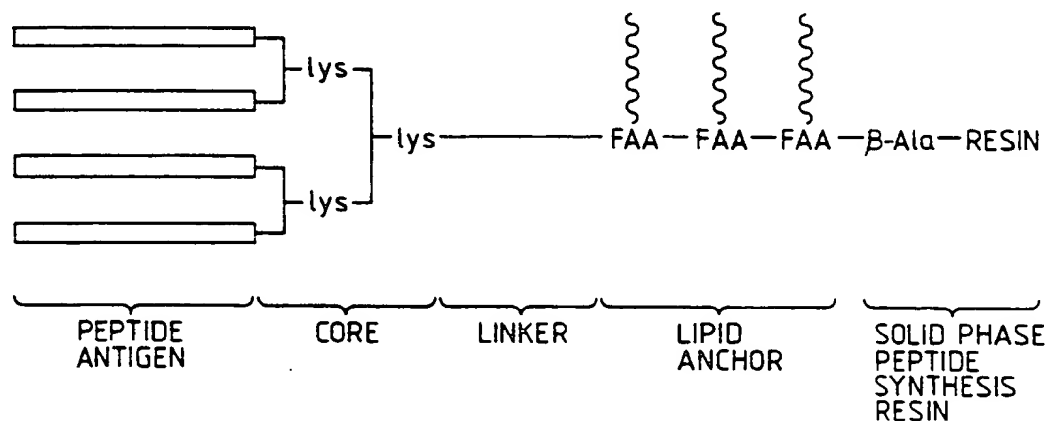 lys
lys
lys
FAA
FAA
FAA
β-Ala
RESIN
PEPTIDE
ANTIGEN
CORE
LINKER
LIPID
ANCHOR
SOLID PHASE
PEPTIDE
SYNTHESIS
RESIN